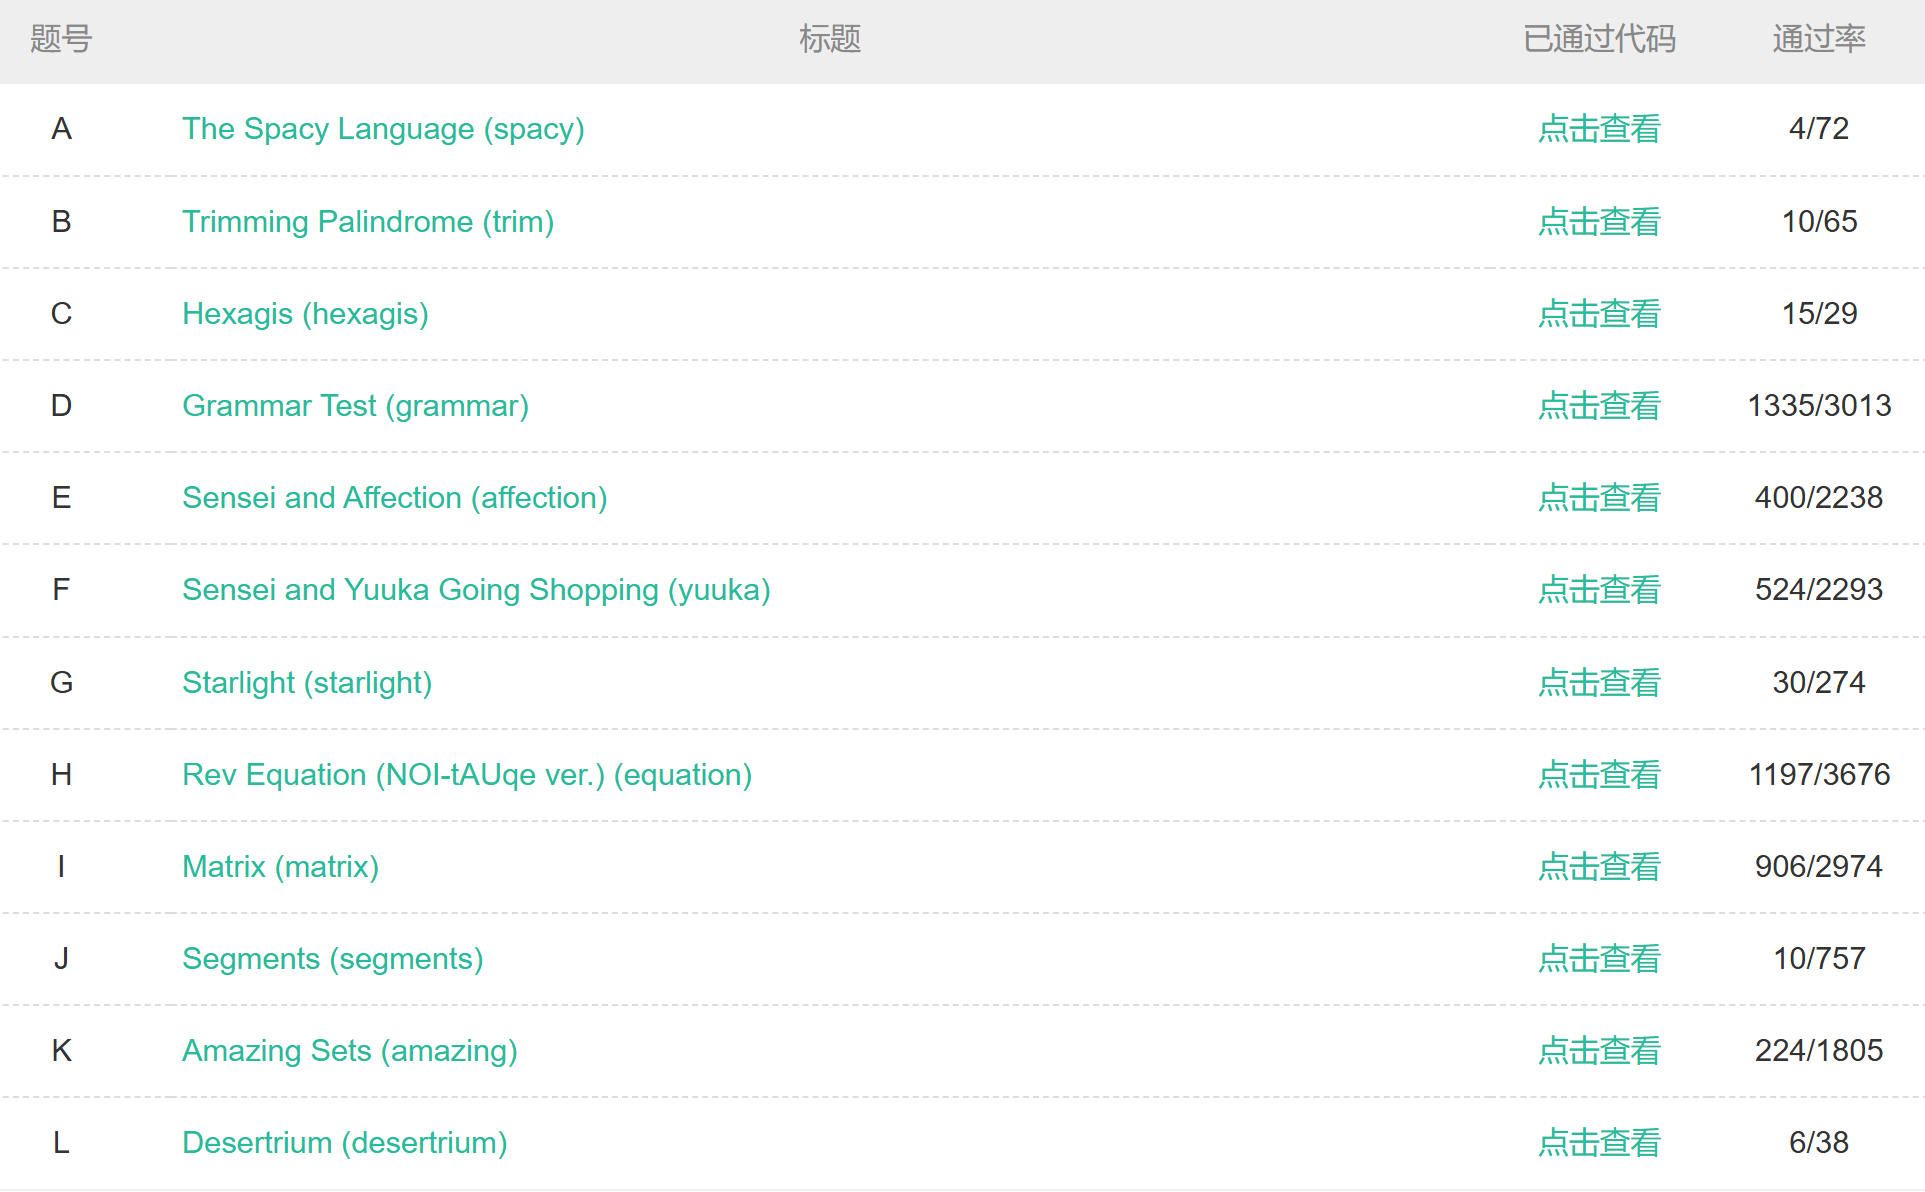 题号 标题 已通过代码 通过率
A The Spacy Language (spacy) 点击查看 4/72
B Trimming Palindrome (trim) 点击查看 10/65
C Hexagis (hexagis) 点击查看 15/29
D Grammar Test (grammar) 点击查看 1335/3013
E Sensei and Affection (affection) 点击查看 400/2238
F Sensei and Yuuka Going Shopping (yuuka) 点击查看 524/2293
G Starlight (starlight) 点击查看 30/274
H Rev Equation (NOI-tAUqe ver.) (equation) 点击查看 1197/3676
I Matrix (matrix) 点击查看 906/2974
J Segments (segments) 点击查看 10/757
K Amazing Sets (amazing) 点击查看 224/1805
L Desertrium (desertrium) 点击查看 6/38